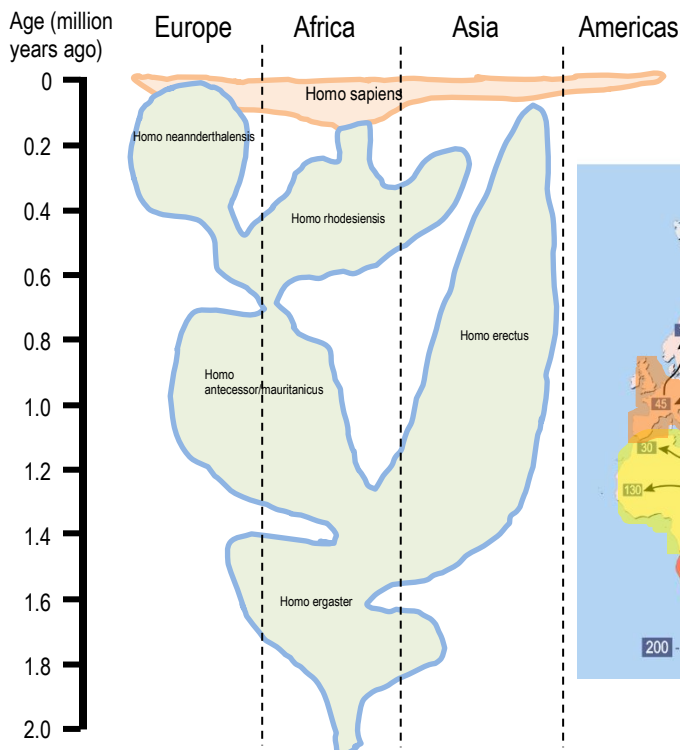 Age (million
years ago)
Europe
Africa
Asia
Americas
0
0.2
0.4
0.6
0.8
1.0
1.2
1.4
1.6
1.8
2.0
Homo sapiens
Homo neannderthalensis
Homo rhodesiensis
Homo erectus
Homo
antecessor/mauritanicus
Homo ergaster
45
30
130
200 -